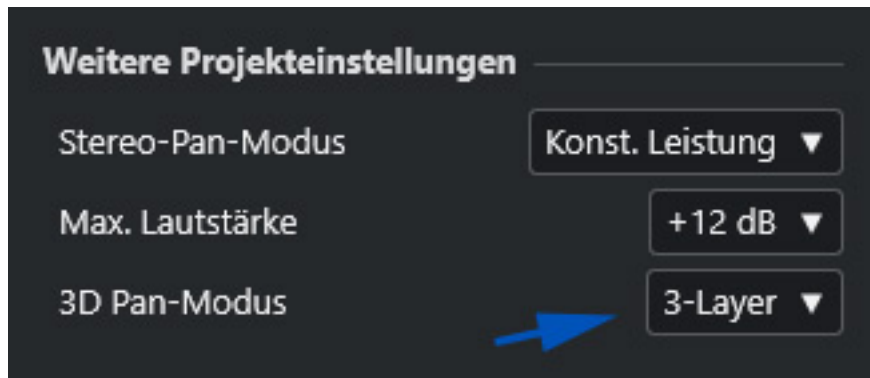 Weitere Projekteinstellungen
Stereo-Pan-Modus Konst. Leistung ▼
Max. Lautstärke +12 dB ▼
3D Pan-Modus 3-Layer ▼